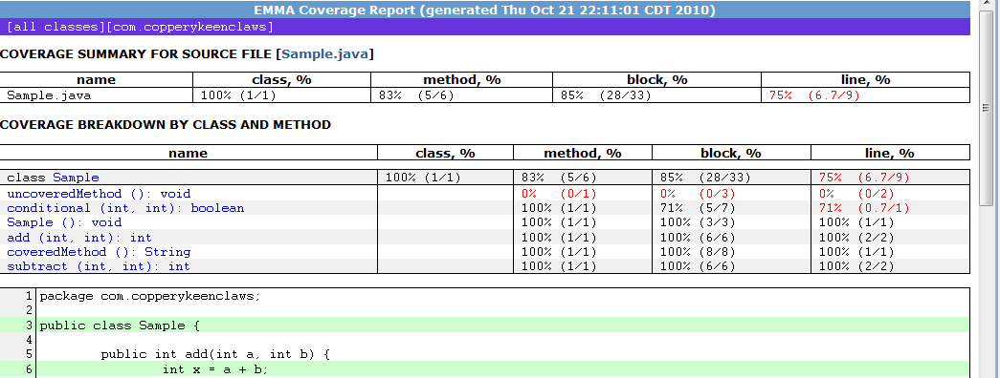 EMMA Coverage Report (generated Thu Oct 21 22:11:01 CDT 2010)
[all classes][com.copperykeenclaws]
COVERAGE SUMMARY FOR SOURCE FILE [Sample.java]
name class, % method, % block, % line, %
Sample.java 100% (1/1) 83% (5/6) 85% (28/33) 75% (6.7/9)
COVERAGE BREAKDOWN BY CLASS AND METHOD
name class, % method, % block, % line, %
class Sample 100% (1/1) 83% (5/6) 85% (28/33) 75% (6.7/9)
uncoveredMethod (): void 0% (0/1) 0% (0/3) 0% (0/2)
conditional (int, int): boolean 100% (1/1) 71% (5/7) 71% (0.7/1)
Sample (): void 100% (1/1) 100% (3/3) 100% (1/1)
add (int, int): int 100% (1/1) 100% (6/6) 100% (2/2)
coveredMethod (): String 100% (1/1) 100% (8/8) 100% (1/1)
subtract (int, int): int 100% (1/1) 100% (6/6) 100% (2/2)
1 package com.copperykeenclaws;
2
3 public class Sample {
4
5 public int add(int a, int b) {
6 int x = a + b;